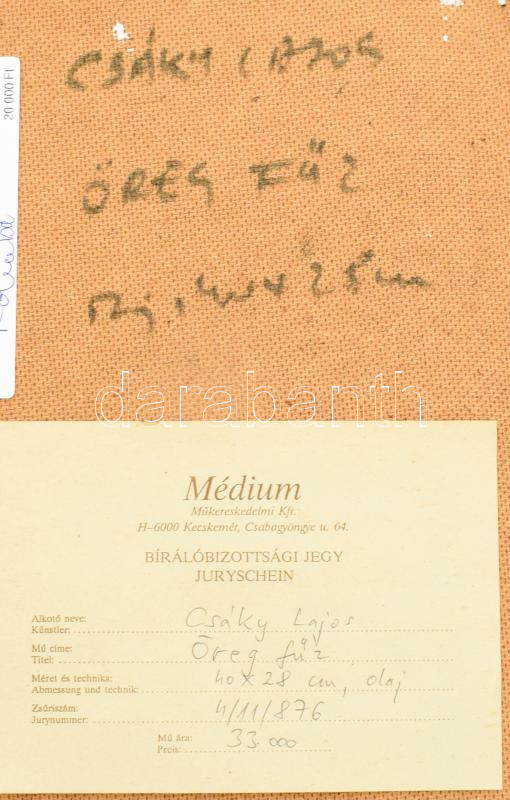 20 000 Ft
CSÁKY LAJOS
ÖREG FŰZ
40x28 cm
darabanth
Médium
Műkereskedelmi Kft.
H–6000 Kecskemét, Csabagyöngye u. 64.
BÍRÁLÓBIZOTTSÁGI JEGY
JURYSCHEIN
Alkotó neve:
Künstler: Csáky Lajos
Mű címe:
Titel: Öreg fűz
Méret és technika:
Abmessung und technik: 40 x 28 cm, olaj
Zsűriszám:
Jurynummer: 4/11/876
Mű ára:
Preis: 33.000